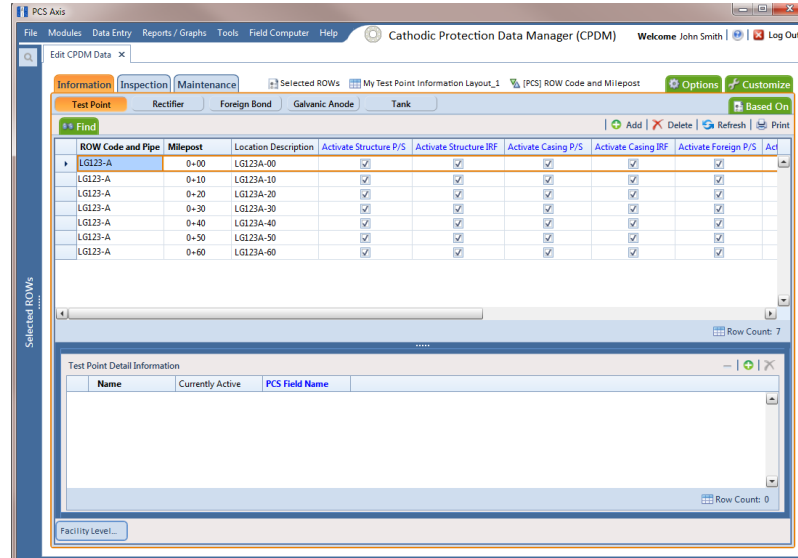 PCS Axis
File Modules Data Entry Reports / Graphs Tools Field Computer Help Cathodic Protection Data Manager (CPDM) Welcome John Smith Log Out
Edit CPDM Data
Information Inspection Maintenance Selected ROWs My Test Point Information Layout_1 [PCS] ROW Code and Milepost Options Customize
Test Point Rectifier Foreign Bond Galvanic Anode Tank Based On
Find Add Delete Refresh Print
ROW Code and Pipe Milepost Location Description Activate Structure P/S Activate Structure IRF Activate Casing P/S Activate Casing IRF Activate Foreign P/S Act
LG123-A 0+00 LG123A-00
LG123-A 0+10 LG123A-10
LG123-A 0+20 LG123A-20
LG123-A 0+30 LG123A-30
LG123-A 0+40 LG123A-40
LG123-A 0+50 LG123A-50
LG123-A 0+60 LG123A-60
Selected ROWs
Row Count: 7
Test Point Detail Information
Name Currently Active PCS Field Name
Row Count: 0
Facility Level...